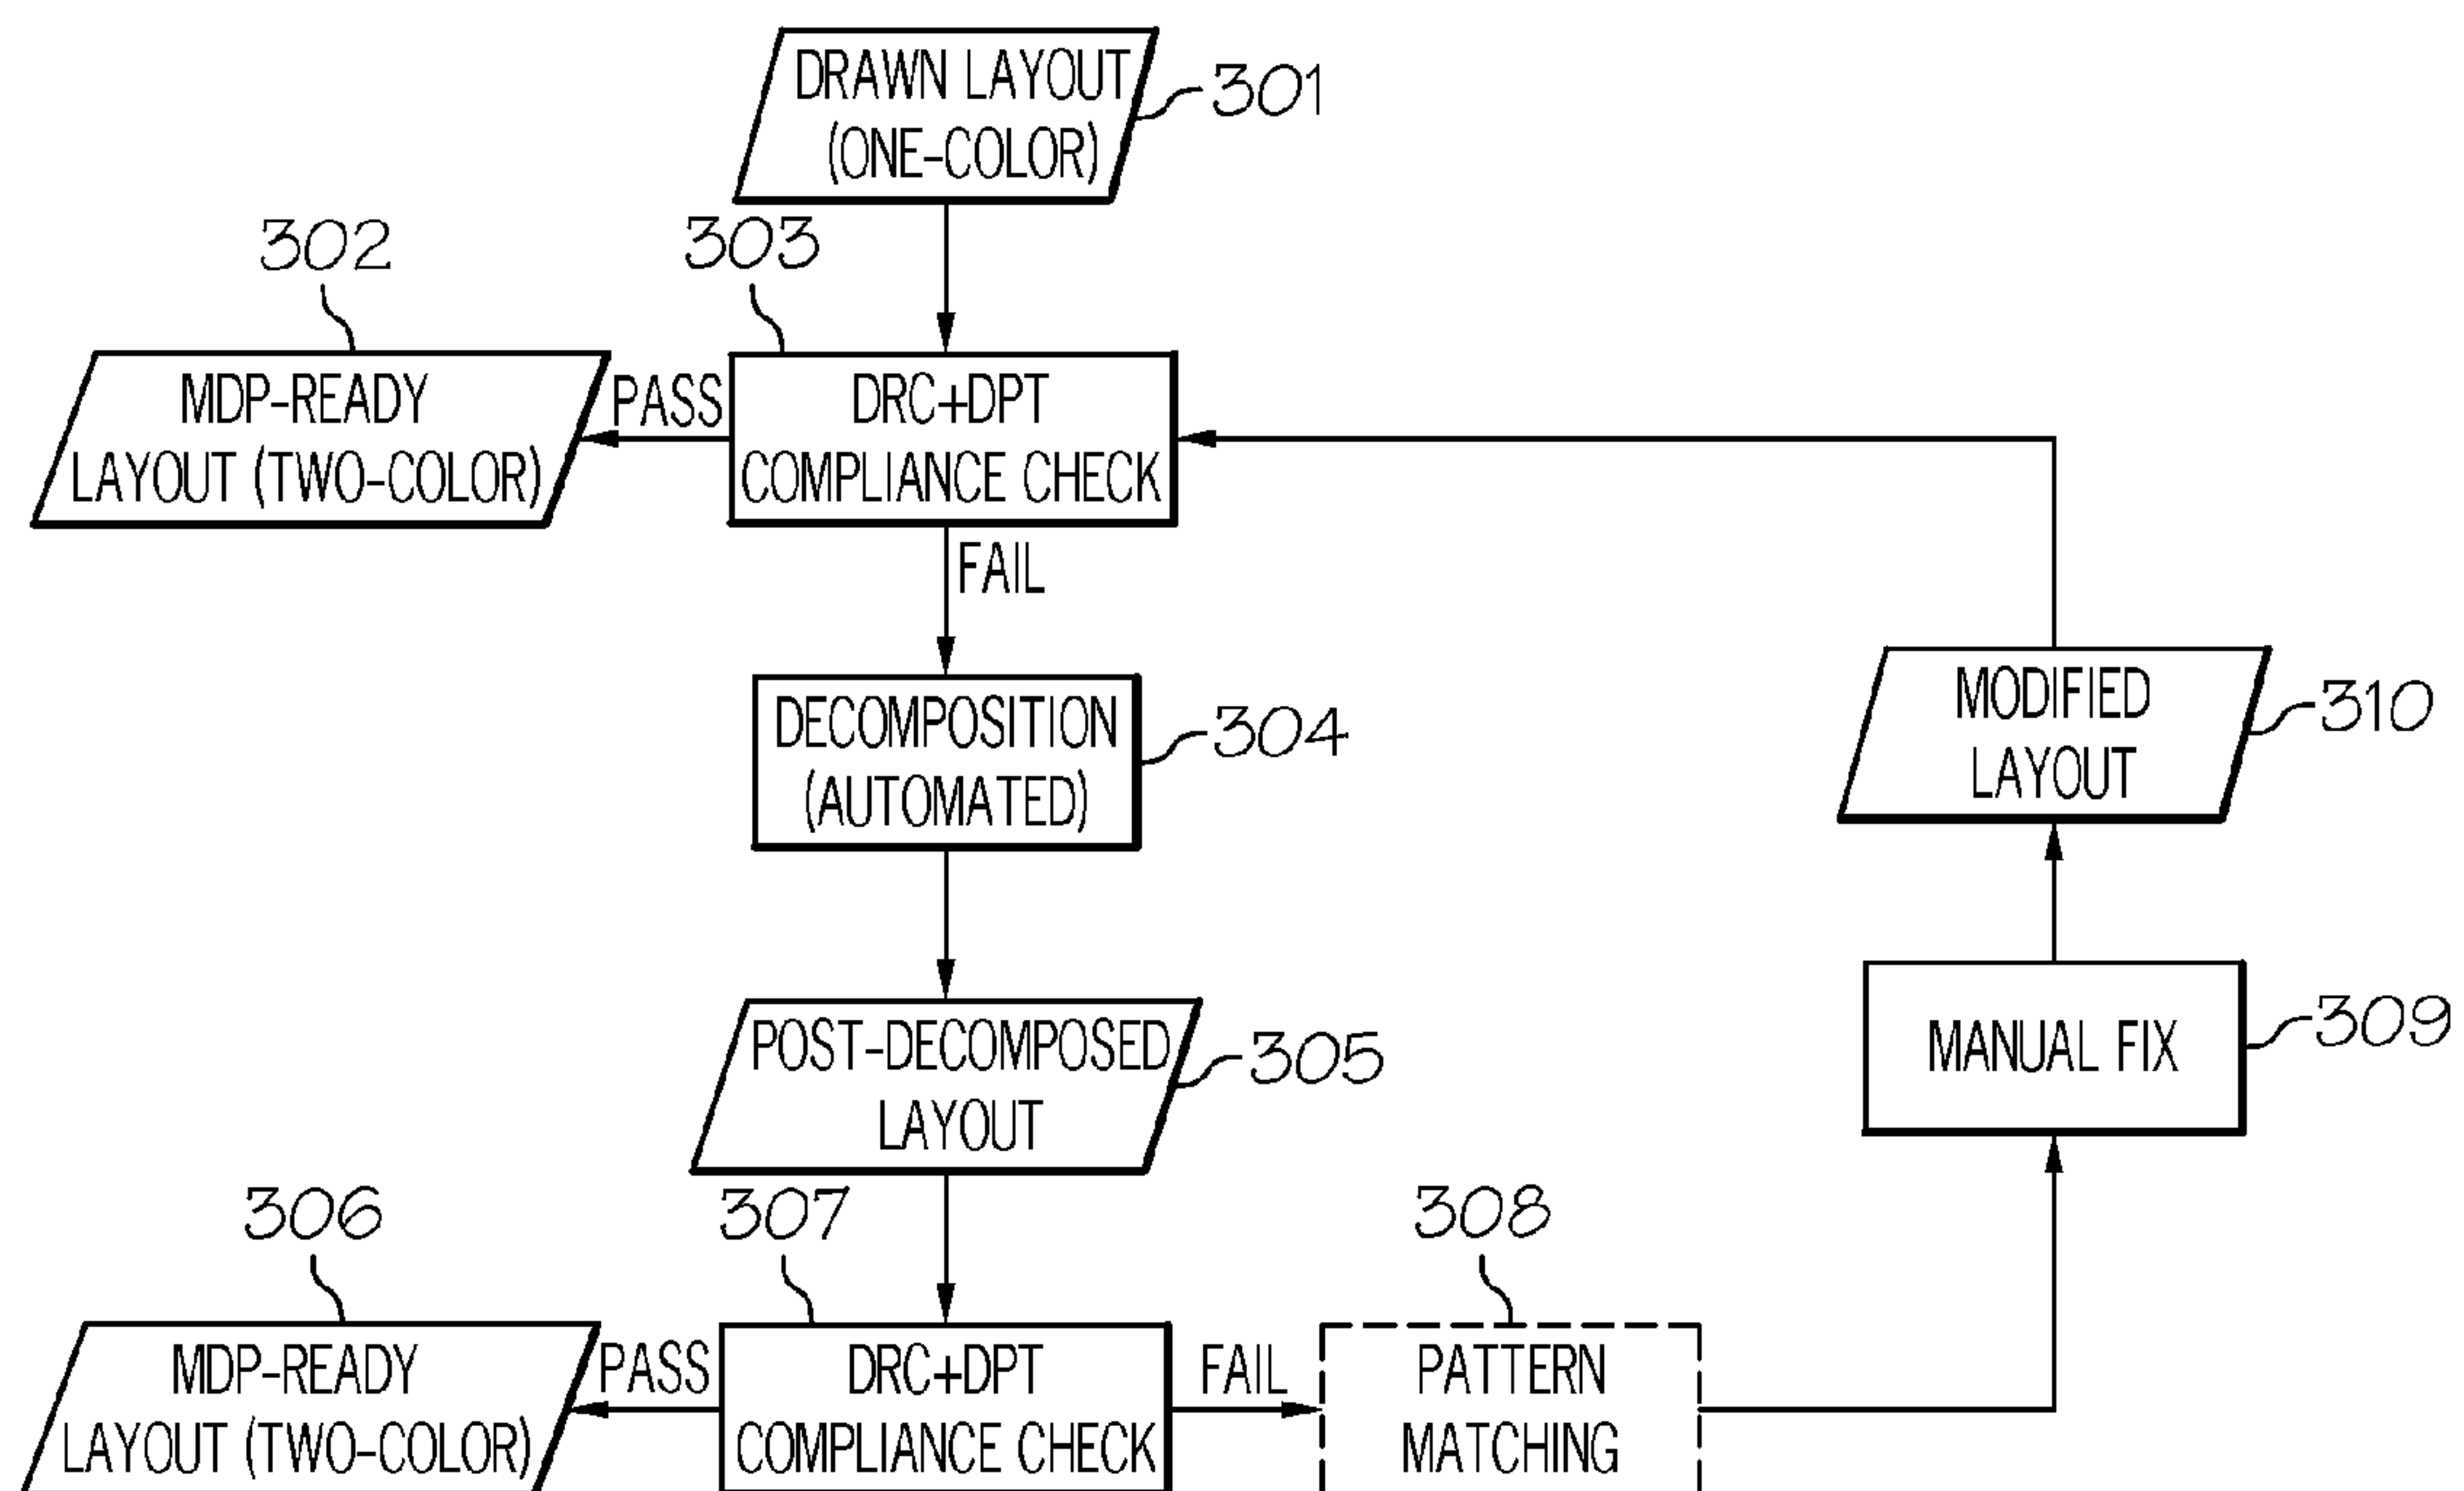 DRAWN LAYOUT
(ONE-COLOR)
301
302
303
MDP-READY
LAYOUT (TWO-COLOR)
PASS
DRC+DPT
COMPLIANCE CHECK
FAIL
DECOMPOSITION
(AUTOMATED)
304
MODIFIED
LAYOUT
310
POST-DECOMPOSED
LAYOUT
305
MANUAL FIX
309
306
307
308
MDP-READY
LAYOUT (TWO-COLOR)
PASS
DRC+DPT
COMPLIANCE CHECK
FAIL
PATTERN
MATCHING